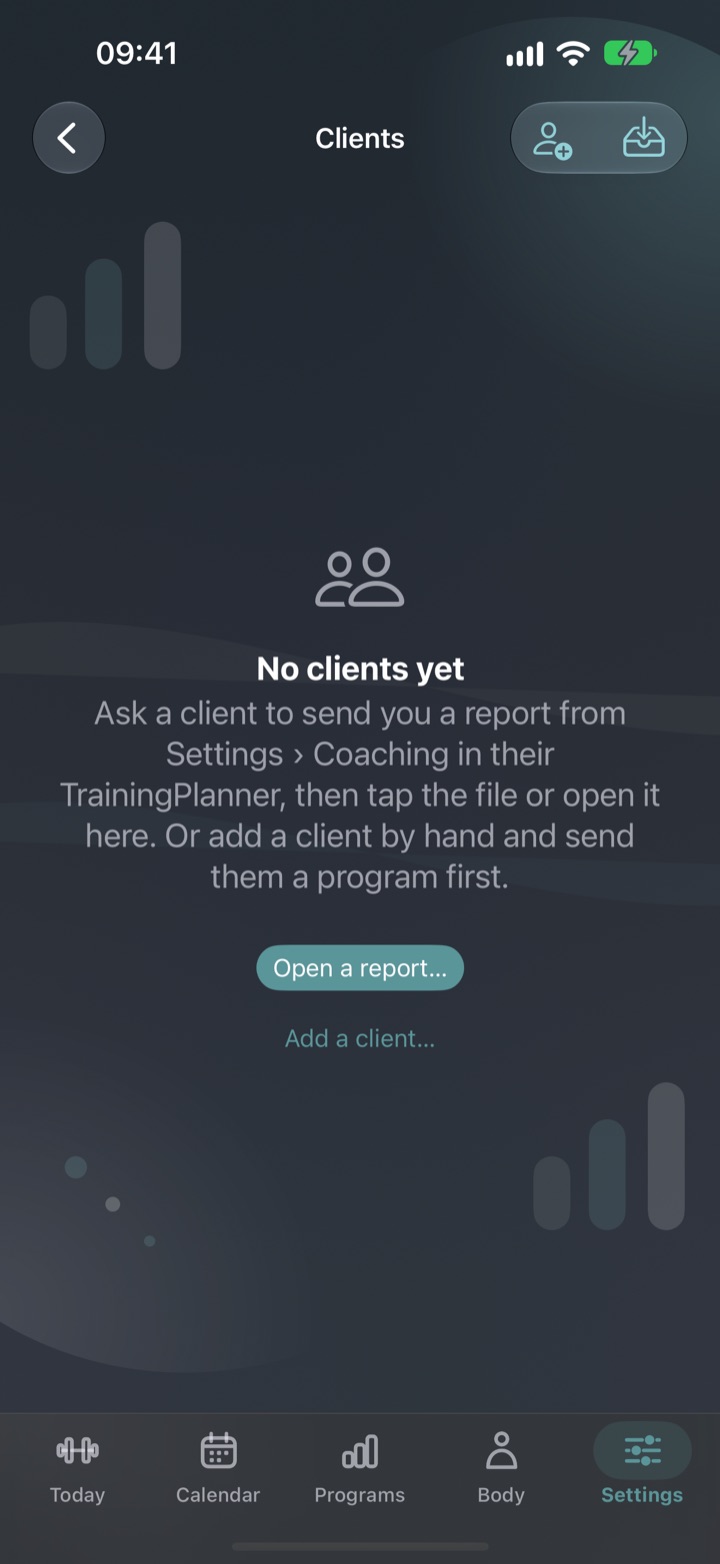 09:41
Clients
No clients yet
Ask a client to send you a report from
Settings › Coaching in their
TrainingPlanner, then tap the file or open it
here. Or add a client by hand and send
them a program first.
Open a report...
Add a client...
Today
Calendar
Programs
Body
Settings